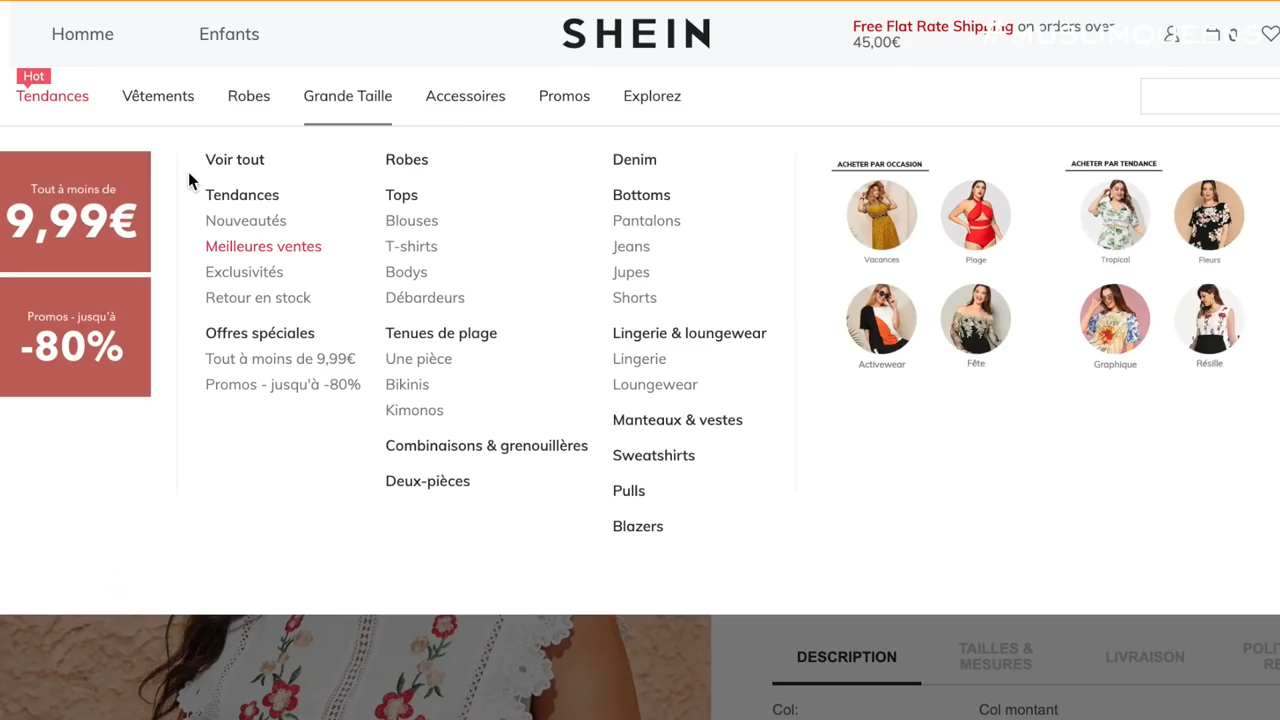 Homme
Enfants
SHEIN
Free Flat Rate Shipping on orders over
45,00€
0
#MUSLIMQUEENS
Hot
Tendances
Vêtements
Robes
Grande Taille
Accessoires
Promos
Explorez
Tout à moins de
9,99€
Promos - jusqu'à
-80%
Voir tout
Tendances
Nouveautés
Meilleures ventes
Exclusivités
Retour en stock
Offres spéciales
Tout à moins de 9,99€
Promos - jusqu'à -80%
Robes
Tops
Blouses
T-shirts
Bodys
Débardeurs
Tenues de plage
Une pièce
Bikinis
Kimonos
Combinaisons & grenouillères
Deux-pièces
Denim
Bottoms
Pantalons
Jeans
Jupes
Shorts
Lingerie & loungewear
Lingerie
Loungewear
Manteaux & vestes
Sweatshirts
Pulls
Blazers
ACHETER PAR OCCASION
Vacances
Plage
Activewear
Fête
ACHETER PAR TENDANCE
Tropical
Fleurs
Graphique
Résille
DESCRIPTION
TAILLES &
MESURES
LIVRAISON
POLI
RE
Col:
Col montant